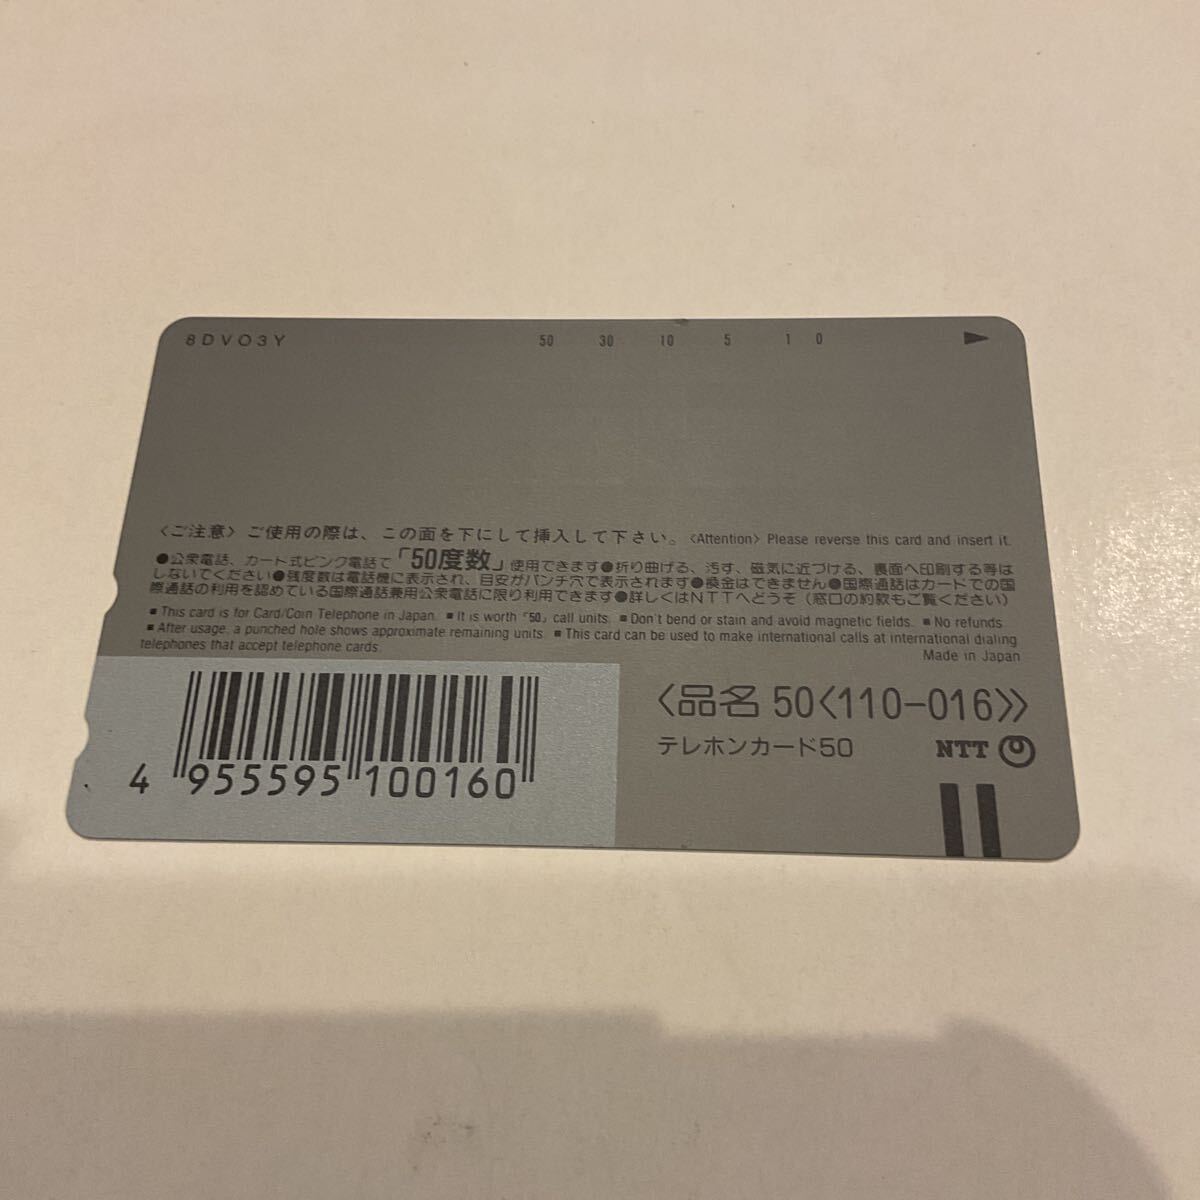 8DV03Y 50 30 10 5 1 0
〈ご注意〉ご使用の際は、この面を下にして挿入して下さい。〈Attention〉Please reverse this card and insert it.
●公衆電話、カード式ピンク電話で「50度数」使用できます●折り曲げる、汚す、磁気に近づける、裏面へ印刷する等は
しないでください●残度数は電話機に表示され、目安がパンチ穴で表示されます●換金はできません●国際通話はカードでの国
際通話の利用を認めている国際通話兼用公衆電話に限り利用できます●詳しくはNTTへどうぞ（窓口の約款もご覧ください）
■This card is for Card/Coin Telephone in Japan. ■It is worth「50」call units. ■Don't bend or stain and avoid magnetic fields. ■No refunds.
■After usage, a punched hole shows approximate remaining units. ■This card can be used to make international calls at international dialing
telephones that accept telephone cards.
Made in Japan
〈品名 50〈110-016〉〉
テレホンカード50 NTT
4 955595 100160